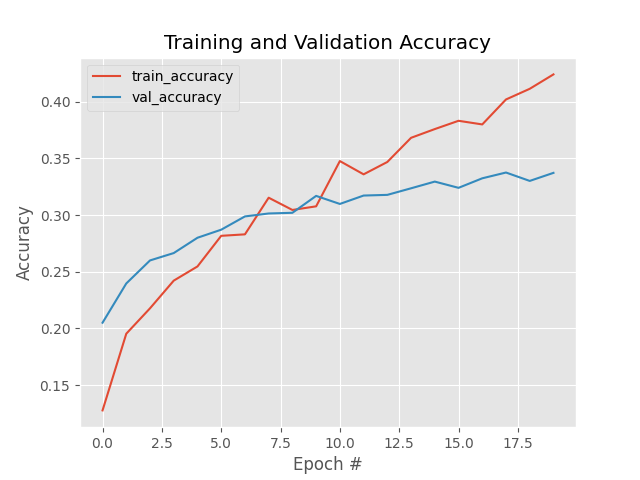 Training and Validation Accuracy
train_accuracy
val_accuracy
0.40
0.35
0.30
0.25
0.20
0.15
Accuracy
0.0 2.5 5.0 7.5 10.0 12.5 15.0 17.5
Epoch #